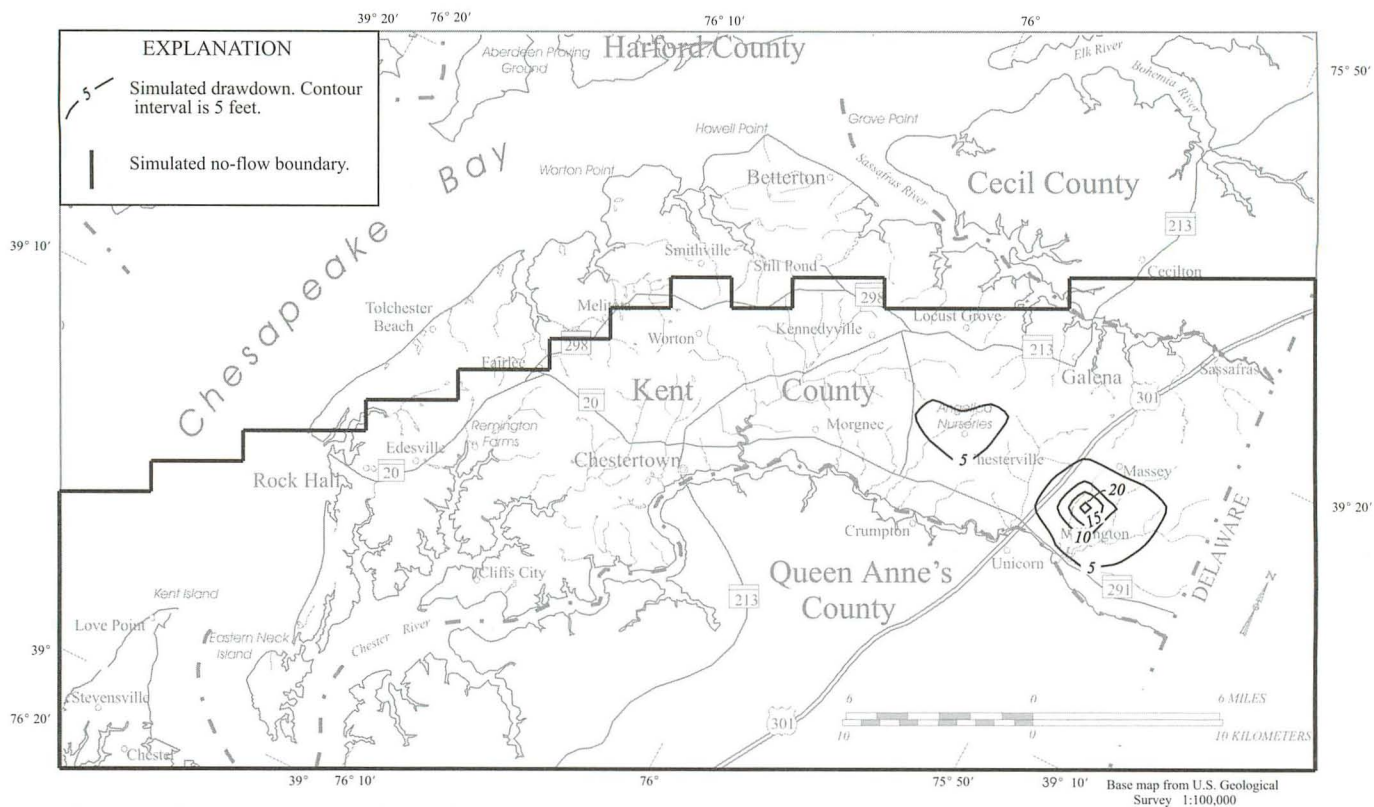 39° 20′ 76° 20′
76° 10′
76°
75° 50′
EXPLANATION
5
Simulated drawdown. Contour
interval is 5 feet.
Simulated no-flow boundary.
Aberdeen Proving
Ground
Harford County
Elk River
Bohemia River
Howell Point
Grove Point
Sassafras River
Chesapeake Bay
Worton Point
Betterton
Cecil County
213
39° 10′
Smithville
Still Pond
Cecilton
Tolchester
Beach
Melitota
298
298
Worton
Kennedyville
Locust Grove
213
Fairlee
Kent County
Galena
Sassafras
20
301
Angelica
Nurseries
Morgnec
Remington
Farms
Edesville
5
Chestertown
Rock Hall
20
Massey
20
15
10
5
39° 20′
Crumpton
Unicorn
DELAWARE
N
Queen Anne's
County
291
213
Cliffs City
Kent Island
Love Point
Eastern Neck
Island
Chester River
39°
Stevensville
6 0 6 MILES
10 0 10 KILOMETERS
76° 20′
301
Chester
39° 10′ 76° 10′
76°
75° 50′
39° 10′
Base map from U.S. Geological
Survey 1:100,000